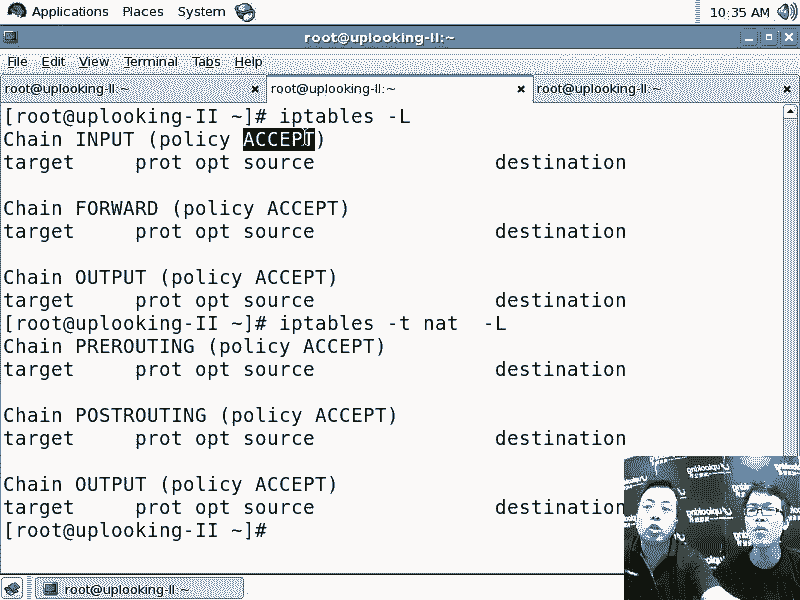 Applications Places System 10:35 AM
root@uplooking-II:~
File Edit View Terminal Tabs Help
root@uplooking-II:~ root@uplooking-II:~ root@uplooking-II:~
[root@uplooking-II ~]# iptables -L
Chain INPUT (policy ACCEPT)
target prot opt source destination
Chain FORWARD (policy ACCEPT)
target prot opt source destination
Chain OUTPUT (policy ACCEPT)
target prot opt source destination
[root@uplooking-II ~]# iptables -t nat -L
Chain PREROUTING (policy ACCEPT)
target prot opt source destination
Chain POSTROUTING (policy ACCEPT)
target prot opt source destination
Chain OUTPUT (policy ACCEPT)
target prot opt source destination
[root@uplooking-II ~]#
root@uplooking-II:~